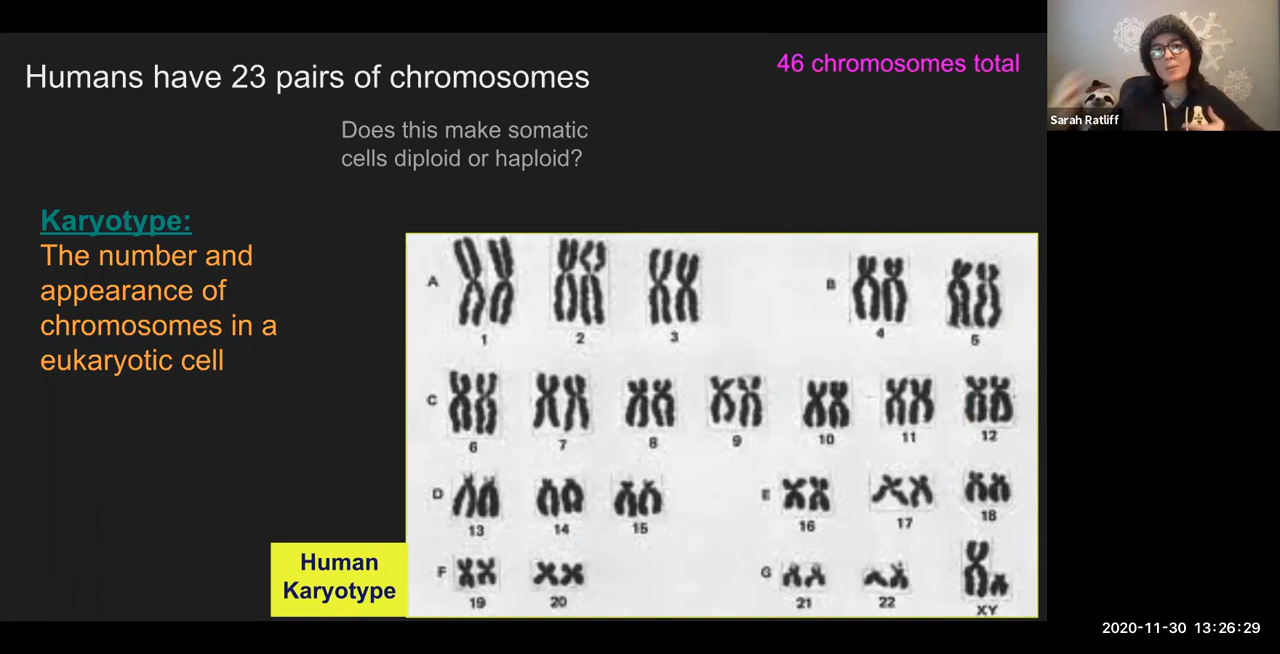 Humans have 23 pairs of chromosomes
46 chromosomes total
Sarah Ratliff
Does this make somatic
cells diploid or haploid?
Karyotype:
The number and
appearance of
chromosomes in a
eukaryotic cell
A
B
1
2
3
4
5
C
6
7
8
9
10
11
12
D
E
13
14
15
16
17
18
Human
Karyotype
F
G
19
20
21
22
XY
2020-11-30 13:26:29